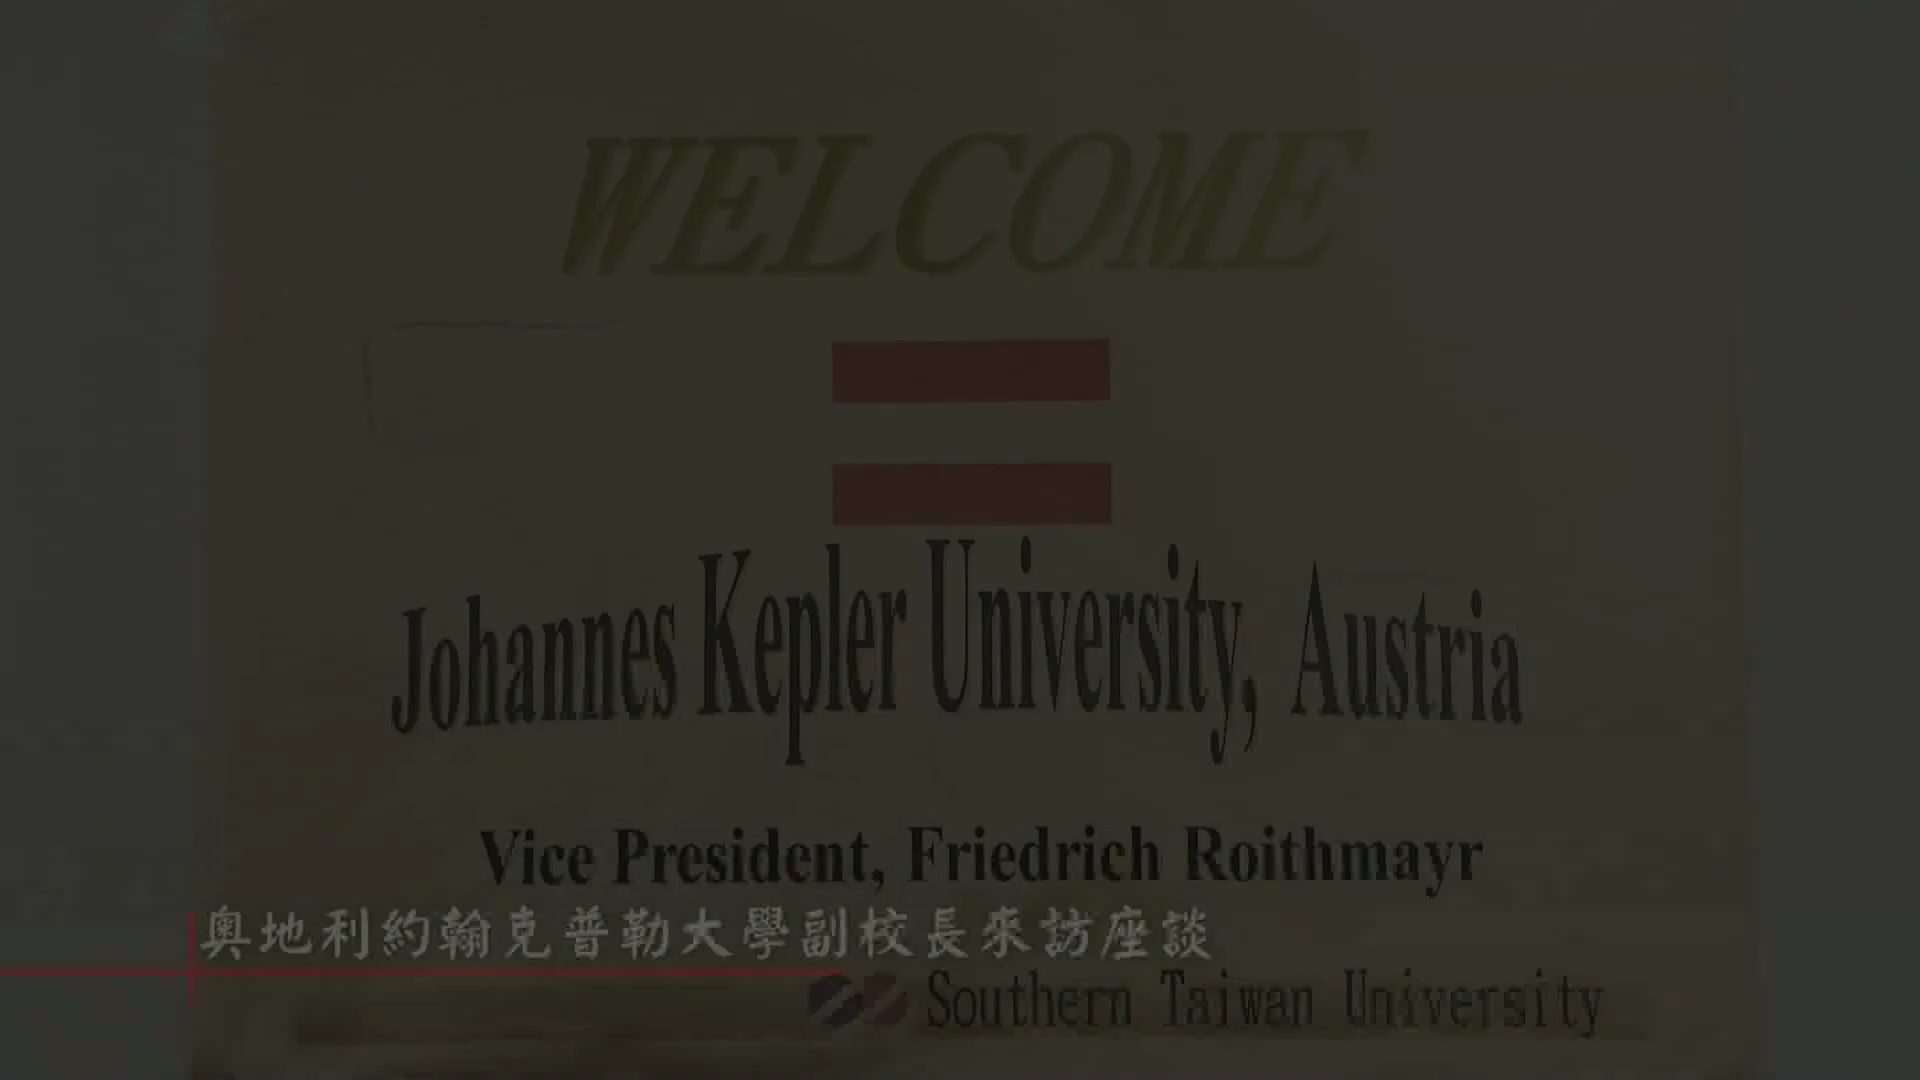 WELCOME
Johannes Kepler University, Austria
Vice President, Friedrich Roithmayr
奧地利約翰克普勒大學副校長來訪座談
Southern Taiwan University